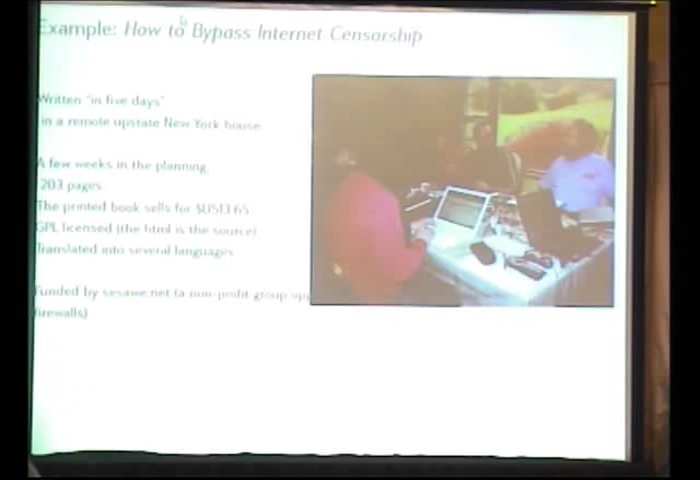 Example: How to Bypass Internet Censorship
Written "in five days"
in a remote upstate New York house
A few weeks in the planning
203 pages
The printed book sells for $US13.65
GPL licensed (the html is the source)
Translated into several languages
Funded by sesawe.net (a non-profit group opp
firewalls)